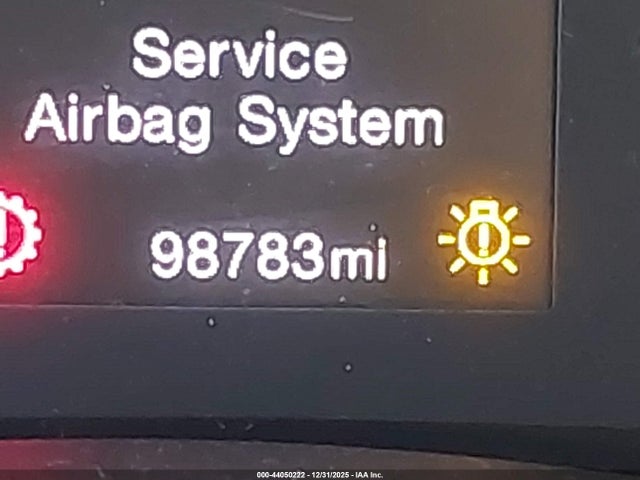 Service
Airbag System
98783mi
000-44050222 - 12/31/2025 - IAA Inc.